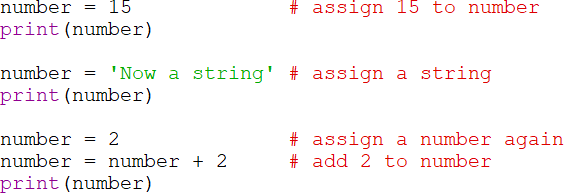 number = 15             # assign 15 to number
print(number)

number = 'Now a string' # assign a string
print(number)

number = 2              # assign a number again
number = number + 2     # add 2 to number
print(number)